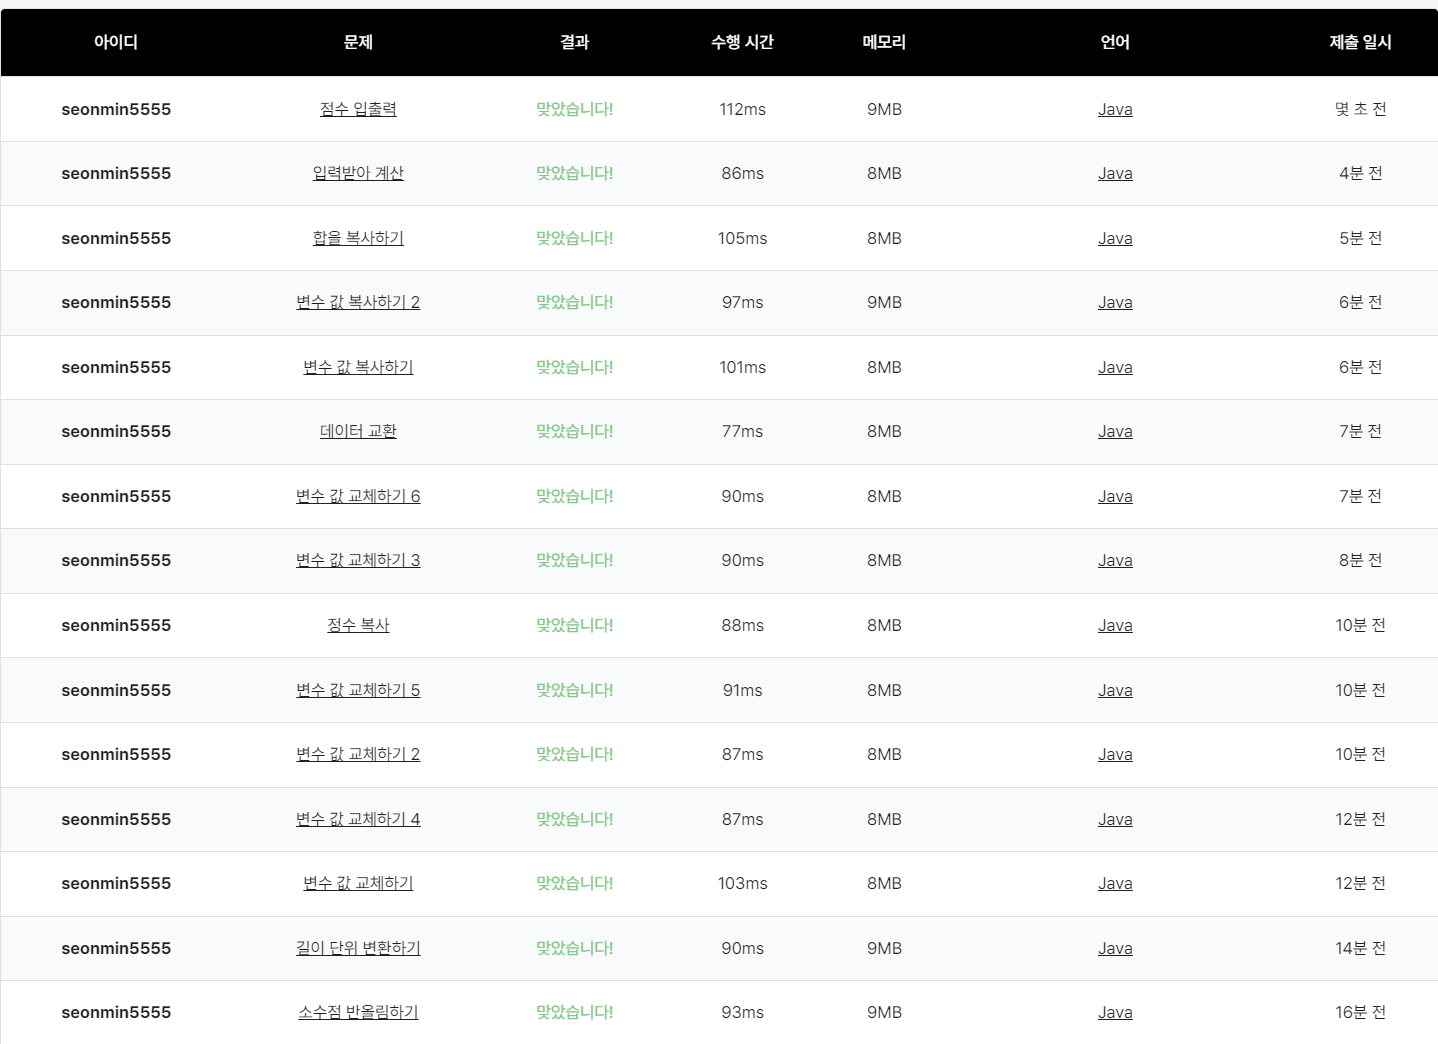 아이디 문제 결과 수행 시간 메모리 언어 제출 일시
seonmin5555 점수 입출력 맞았습니다! 112ms 9MB Java 몇 초 전
seonmin5555 입력받아 계산 맞았습니다! 86ms 8MB Java 4분 전
seonmin5555 합을 복사하기 맞았습니다! 105ms 8MB Java 5분 전
seonmin5555 변수 값 복사하기 2 맞았습니다! 97ms 9MB Java 6분 전
seonmin5555 변수 값 복사하기 맞았습니다! 101ms 8MB Java 6분 전
seonmin5555 데이터 교환 맞았습니다! 77ms 8MB Java 7분 전
seonmin5555 변수 값 교체하기 6 맞았습니다! 90ms 8MB Java 7분 전
seonmin5555 변수 값 교체하기 3 맞았습니다! 90ms 8MB Java 8분 전
seonmin5555 정수 복사 맞았습니다! 88ms 8MB Java 10분 전
seonmin5555 변수 값 교체하기 5 맞았습니다! 91ms 8MB Java 10분 전
seonmin5555 변수 값 교체하기 2 맞았습니다! 87ms 8MB Java 10분 전
seonmin5555 변수 값 교체하기 4 맞았습니다! 87ms 8MB Java 12분 전
seonmin5555 변수 값 교체하기 맞았습니다! 103ms 8MB Java 12분 전
seonmin5555 길이 단위 변환하기 맞았습니다! 90ms 9MB Java 14분 전
seonmin5555 소수점 반올림하기 맞았습니다! 93ms 9MB Java 16분 전